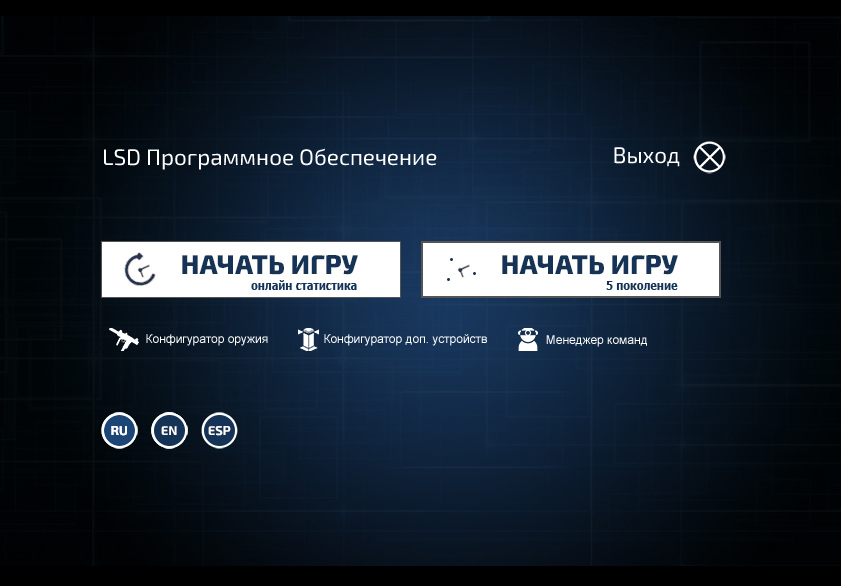 LSD Программное Обеспечение
Выход
НАЧАТЬ ИГРУ
онлайн статистика
НАЧАТЬ ИГРУ
5 поколение
Конфигуратор оружия
Конфигуратор доп. устройств
Менеджер команд
RU
EN
ESP